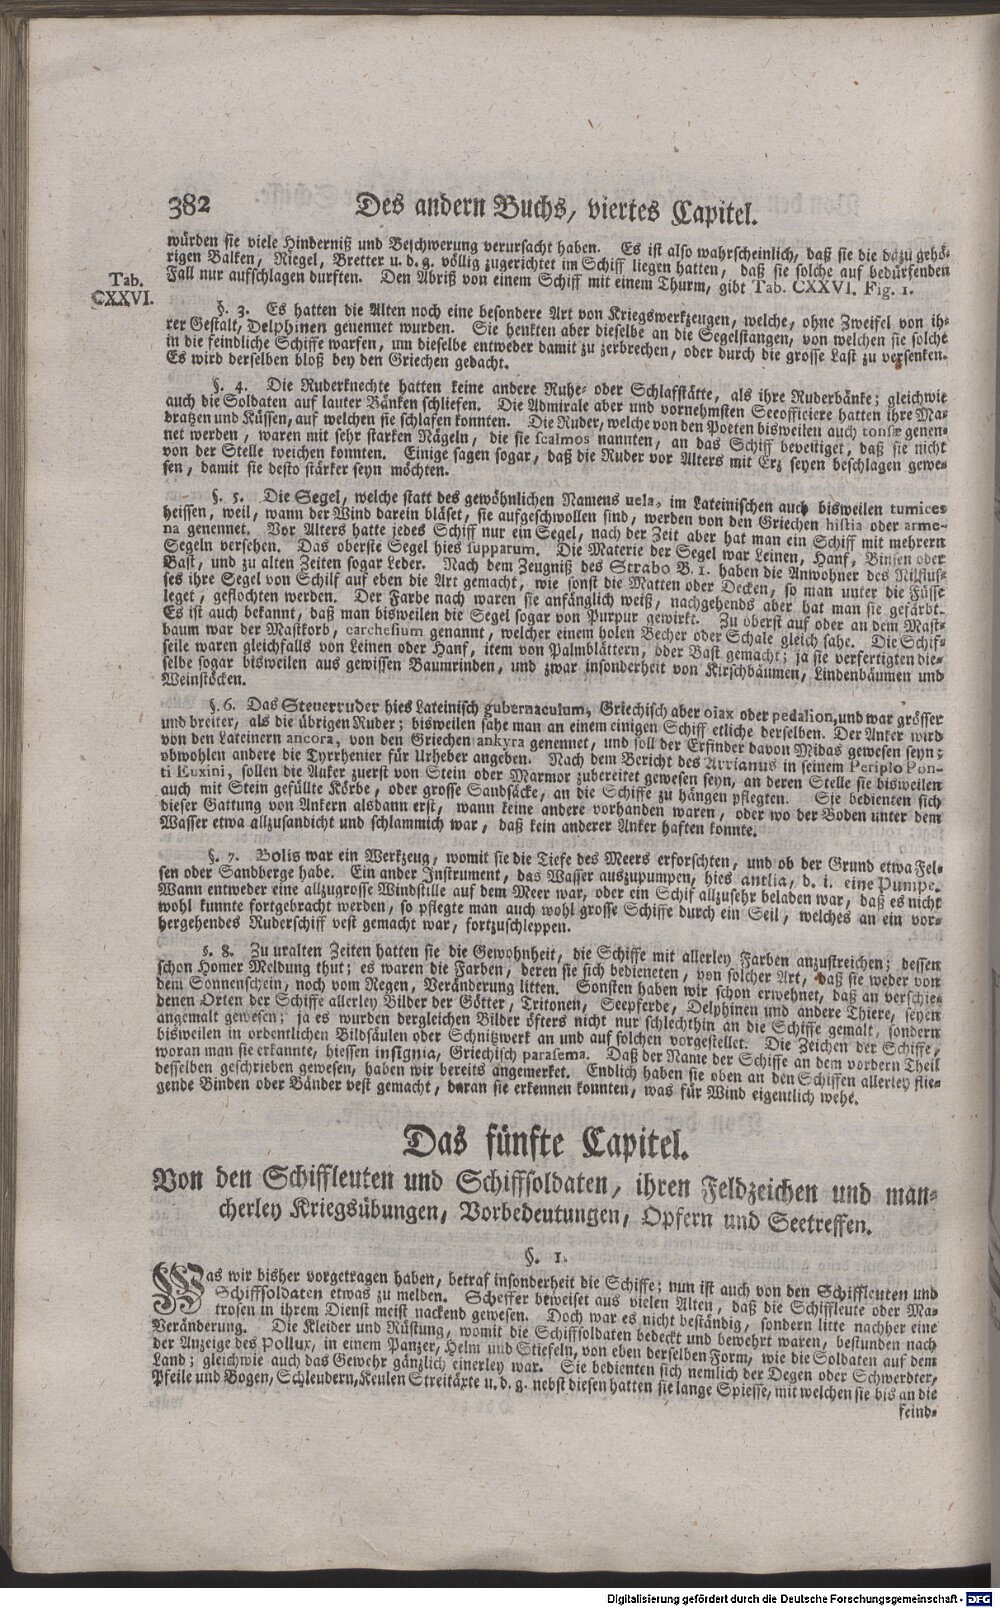 382 Des andern Buchs, viertes Capitel.
würden sie viele Hinderniß und Beschwerung verursacht haben. Es ist also wahrscheinlich, daß sie die dazu gehö-
rigen Balken, Riegel, Bretter u. d. g. völlig zugerichtet im Schiff liegen hatten, daß sie solche auf bedürfenden
Fall nur aufschlagen durften. Den Abriß von einem Schiff mit einem Thurm, gibt Tab. CXXVI. Fig. 1.
Tab.
CXXVI.
§. 3. Es hatten die Alten noch eine besondere Art von Kriegswerkzeugen, welche, ohne Zweifel von ih-
rer Gestalt, Delphinen genennet wurden. Sie henkten aber dieselbe an die Segelstangen, von welchen sie solche
in die feindliche Schiffe warfen, um dieselbe entweder damit zu zerbrechen, oder durch die grosse Last zu versenken.
Es wird derselben bloß bey den Griechen gedacht.
§. 4. Die Ruderknechte hatten keine andere Ruhe- oder Schlafstätte, als ihre Ruderbänke; gleichwie
auch die Soldaten auf lauter Bänken schliefen. Die Admirale aber und vornehmsten Seeofficiere hatten ihre Ma-
dratzen und Küssen, auf welchen sie schlafen konnten. Die Ruder, welche von den Poeten bisweilen auch tonsæ genen-
net werden, waren mit sehr starken Nägeln, die sie scalmos nannten, an das Schiff bevestiget, daß sie nicht
von der Stelle weichen konnten. Einige sagen sogar, daß die Ruder vor Alters mit Erz seyen beschlagen gewe-
sen, damit sie desto stärker seyn möchten.
§. 5. Die Segel, welche statt des gewöhnlichen Namens uela, im Lateinischen auch bisweilen tumices
heissen, weil, wann der Wind darein bläset, sie aufgeschwollen sind, werden von den Griechen histia oder arme-
na genennet. Vor Alters hatte jedes Schiff nur ein Segel, nach der Zeit aber hat man ein Schiff mit mehrern
Segeln versehen. Das oberste Segel hies supparum. Die Materie der Segel war Leinen, Hanf, Binsen oder
Bast, und zu alten Zeiten sogar Leder. Nach dem Zeugniß des Strabo B. 1. haben die Anwohner des Nilflus-
ses ihre Segel von Schilf auf eben die Art gemacht, wie sonst die Matten oder Decken, so man unter die Füsse
leget, geflochten werden. Der Farbe nach waren sie anfänglich weiß, nachgehends aber hat man sie gefärbt.
Es ist auch bekannt, daß man bisweilen die Segel sogar von Purpur gewirkt. Zu oberst auf oder an dem Mast-
baum war der Mastkorb, carchesium genannt, welcher einem holen Becher oder Schale gleich sahe. Die Schif-
seile waren gleichfalls von Leinen oder Hanf, item von Palmblättern, oder Bast gemacht; ja sie verfertigten die-
selbe sogar bisweilen aus gewissen Baumrinden, und zwar insonderheit von Kirschbäumen, Lindenbäumen und
Weinstöcken.
§. 6. Das Steuerruder hies Lateinisch gubernaculum, Griechisch aber oiax oder pedalion, und war grösser
und breiter, als die übrigen Ruder; bisweilen sahe man an einem einigen Schiff etliche derselben. Der Anker wird
von den Lateinern ancora, von den Griechen ankyra genennet, und soll der Erfinder davon Midas gewesen seyn;
obwohlen andere die Tyrrhenier für Urheber angeben. Nach dem Bericht des Arrianus in seinem Periplo Pon-
ti Euxini, sollen die Anker zuerst von Stein oder Marmor zubereitet gewesen seyn, an deren Stelle sie bisweilen
auch mit Stein gefüllte Körbe, oder grosse Sandsäcke, an die Schiffe zu hängen pflegten. Sie bedienten sich
dieser Gattung von Ankern alsdann erst, wann keine andere vorhanden waren, oder wo der Boden unter dem
Wasser etwa allzusandicht und schlammich war, daß kein anderer Anker haften konnte.
§. 7. Bolis war ein Werkzeug, womit sie die Tiefe des Meers erforschten, und ob der Grund etwa Fel-
sen oder Sandberge habe. Ein ander Instrument, das Wasser auszupumpen, hies antlia, d. i. eine Pumpe.
Wann entweder eine allzugrosse Windstille auf dem Meer war, oder ein Schif allzusehr beladen war, daß es nicht
wohl kunnte fortgebracht werden, so pflegte man auch wohl grosse Schiffe durch ein Seil, welches an ein vor-
hergehendes Ruderschiff vest gemacht war, fortzuschleppen.
§. 8. Zu uralten Zeiten hatten sie die Gewohnheit, die Schiffe mit allerley Farben anzustreichen; dessen
schon Homer Meldung thut; es waren die Farben, deren sie sich bedieneten, von solcher Art, daß sie weder von
dem Sonnenschein, noch vom Regen, Veränderung litten. Sonsten haben wir schon erwehnet, daß an verschie-
denen Orten der Schiffe allerley Bilder der Götter, Tritonen, Seepferde, Delphinen und andere Thiere, seyen
angemalt gewesen; ja es wurden dergleichen Bilder öfters nicht nur schlechthin an die Schiffe gemalt, sondern
bisweilen in ordentlichen Bildsäulen oder Schnitzwerk an und auf solchen vorgestellet. Die Zeichen der Schiffe,
woran man sie erkannte, hiessen insignia, Griechisch parasema. Daß der Name der Schiffe an dem vordern Theil
desselben geschrieben gewesen, haben wir bereits angemerket. Endlich haben sie oben an den Schiffen allerley flie-
gende Binden oder Bänder vest gemacht, daran sie erkennen konnten, was für Wind eigentlich wehe.
Das fünfte Capitel.
Von den Schiffleuten und Schiffsoldaten, ihren Feldzeichen und man-
cherley Kriegsübungen, Vorbedeutungen, Opfern und Seetreffen.
§. 1.
Was wir bisher vorgetragen haben, betraf insonderheit die Schiffe; nun ist auch von den Schiffleuten und
Schiffsoldaten etwas zu melden. Scheffer beweiset aus vielen Alten, daß die Schiffleute oder Ma-
trosen in ihrem Dienst meist nackend gewesen. Doch war es nicht beständig, sondern litte nachher eine
Veränderung. Die Kleider und Rüstung, womit die Schiffsoldaten bedeckt und bewehrt waren, bestunden nach
der Anzeige des Pollux, in einem Panzer, Helm und Stiefeln, von eben derselben Form, wie die Soldaten auf dem
Land; gleichwie auch das Gewehr gänzlich einerley war. Sie bedienten sich nemlich der Degen oder Schwerdter,
Pfeile und Bogen, Schleudern, Keulen Streitäxte u. d. g. nebst diesen hatten sie lange Spiesse, mit welchen sie bis an die
feind-
Digitalisierung gefördert durch die Deutsche Forschungsgemeinschaft - DFG